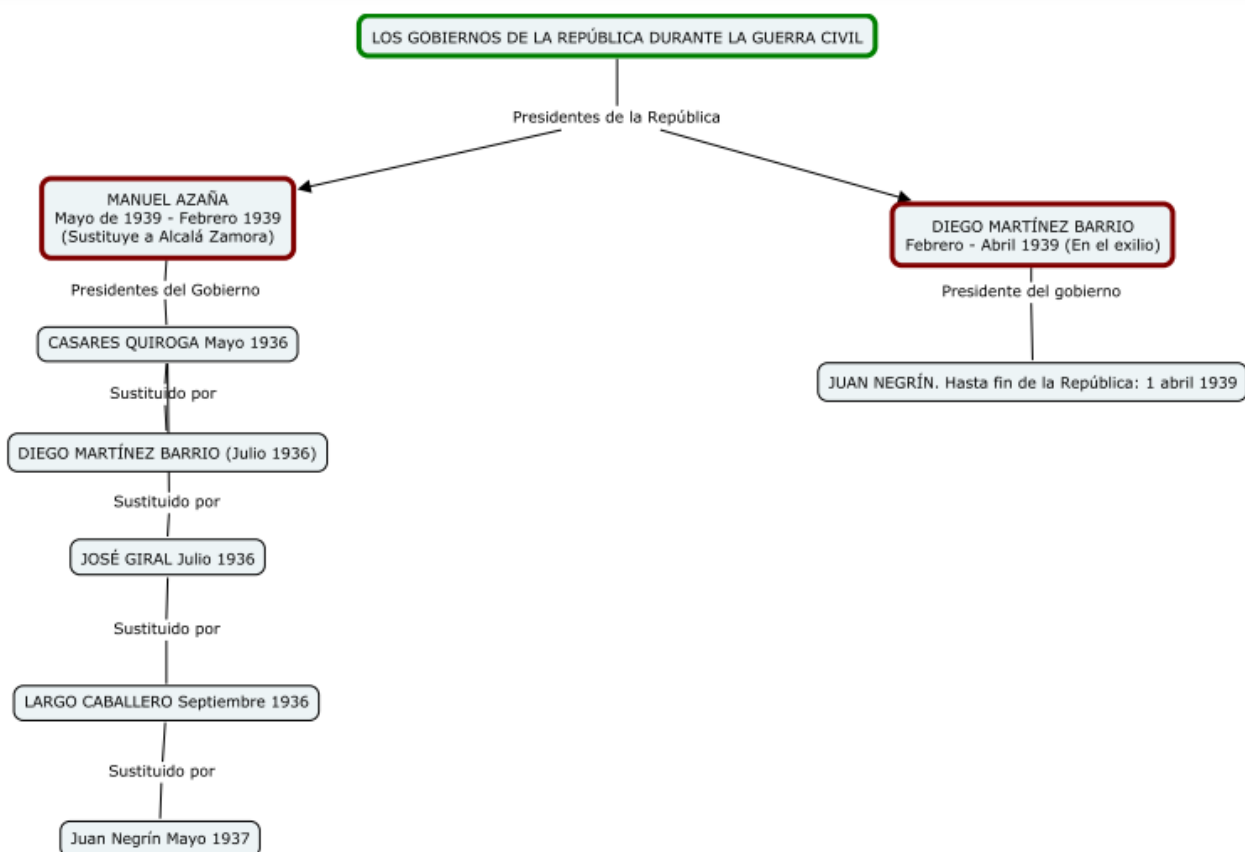 LOS GOBIERNOS DE LA REPÚBLICA DURANTE LA GUERRA CIVIL
Presidentes de la República
MANUEL AZAÑA
Mayo de 1939 - Febrero 1939
(Sustituye a Alcalá Zamora)
Presidentes del Gobierno
CASARES QUIROGA Mayo 1936
Sustituido por
DIEGO MARTÍNEZ BARRIO (Julio 1936)
Sustituido por
JOSÉ GIRAL Julio 1936
Sustituido por
LARGO CABALLERO Septiembre 1936
Sustituido por
Juan Negrín Mayo 1937
DIEGO MARTÍNEZ BARRIO
Febrero - Abril 1939 (En el exilio)
Presidente del gobierno
JUAN NEGRÍN. Hasta fin de la República: 1 abril 1939